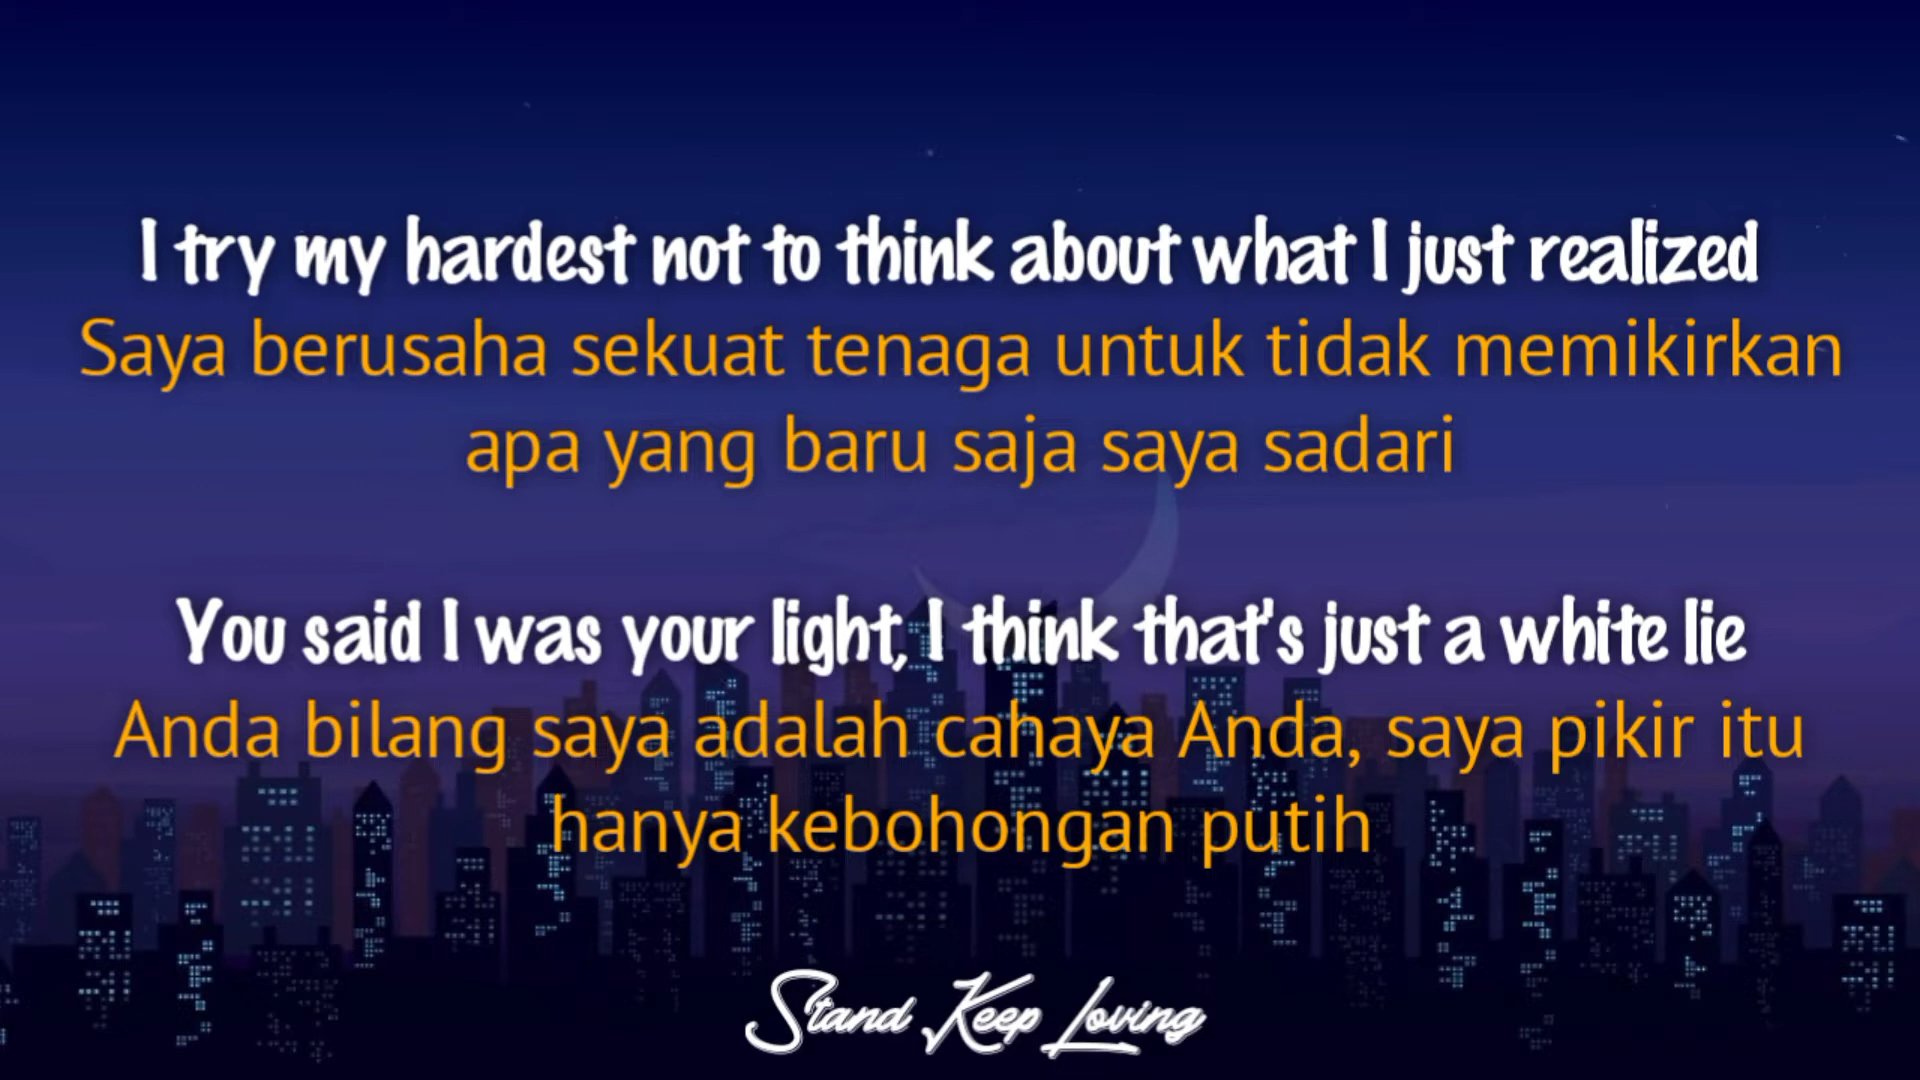 I try my hardest not to think about what I just realized
Saya berusaha sekuat tenaga untuk tidak memikirkan
apa yang baru saja saya sadari
You said I was your light, I think that's just a white lie
Anda bilang saya adalah cahaya Anda, saya pikir itu
hanya kebohongan putih
Stand Keep Loving